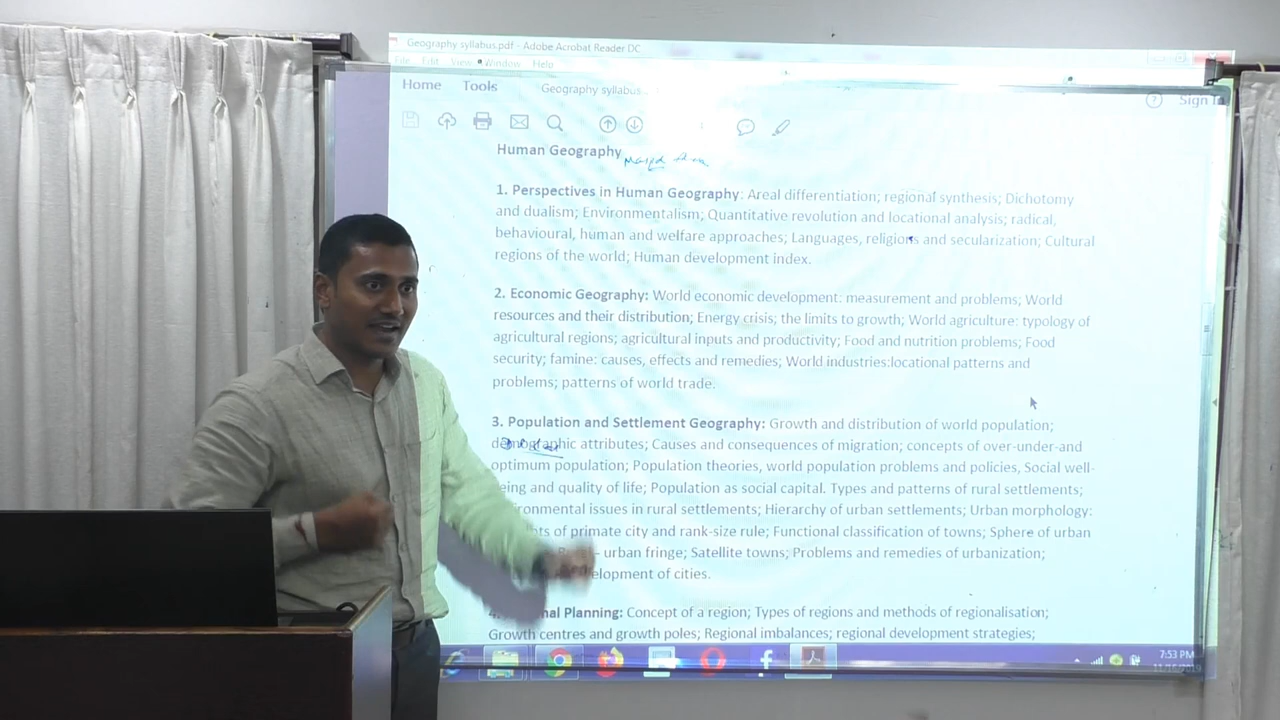 Geography syllabus.pdf - Adobe Acrobat Reader DC
File Edit View Window Help
Home Tools Geography syllabus...
Sign In
Human Geography
1. Perspectives in Human Geography: Areal differentiation; regional synthesis; Dichotomy
and dualism; Environmentalism; Quantitative revolution and locational analysis; radical,
behavioural, human and welfare approaches; Languages, religions and secularization; Cultural
regions of the world; Human development index.
2. Economic Geography: World economic development: measurement and problems; World
resources and their distribution; Energy crisis; the limits to growth; World agriculture: typology of
agricultural regions; agricultural inputs and productivity; Food and nutrition problems; Food
security; famine: causes, effects and remedies; World industries:locational patterns and
problems; patterns of world trade.
3. Population and Settlement Geography: Growth and distribution of world population;
demographic attributes; Causes and consequences of migration; concepts of over-under-and
optimum population; Population theories, world population problems and policies, Social well-
eing and quality of life; Population as social capital. Types and patterns of rural settlements;
ironmental issues in rural settlements; Hierarchy of urban settlements; Urban morphology:
ts of primate city and rank-size rule; Functional classification of towns; Sphere of urban
- urban fringe; Satellite towns; Problems and remedies of urbanization;
elopment of cities.
4. nal Planning: Concept of a region; Types of regions and methods of regionalisation;
Growth centres and growth poles; Regional imbalances; regional development strategies;
7:53 PM